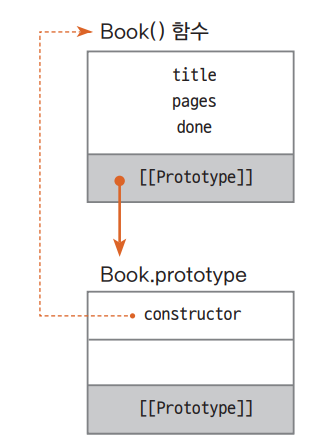 Book() 함수
title
pages
done
[[Prototype]]
Book.prototype
constructor
[[Prototype]]